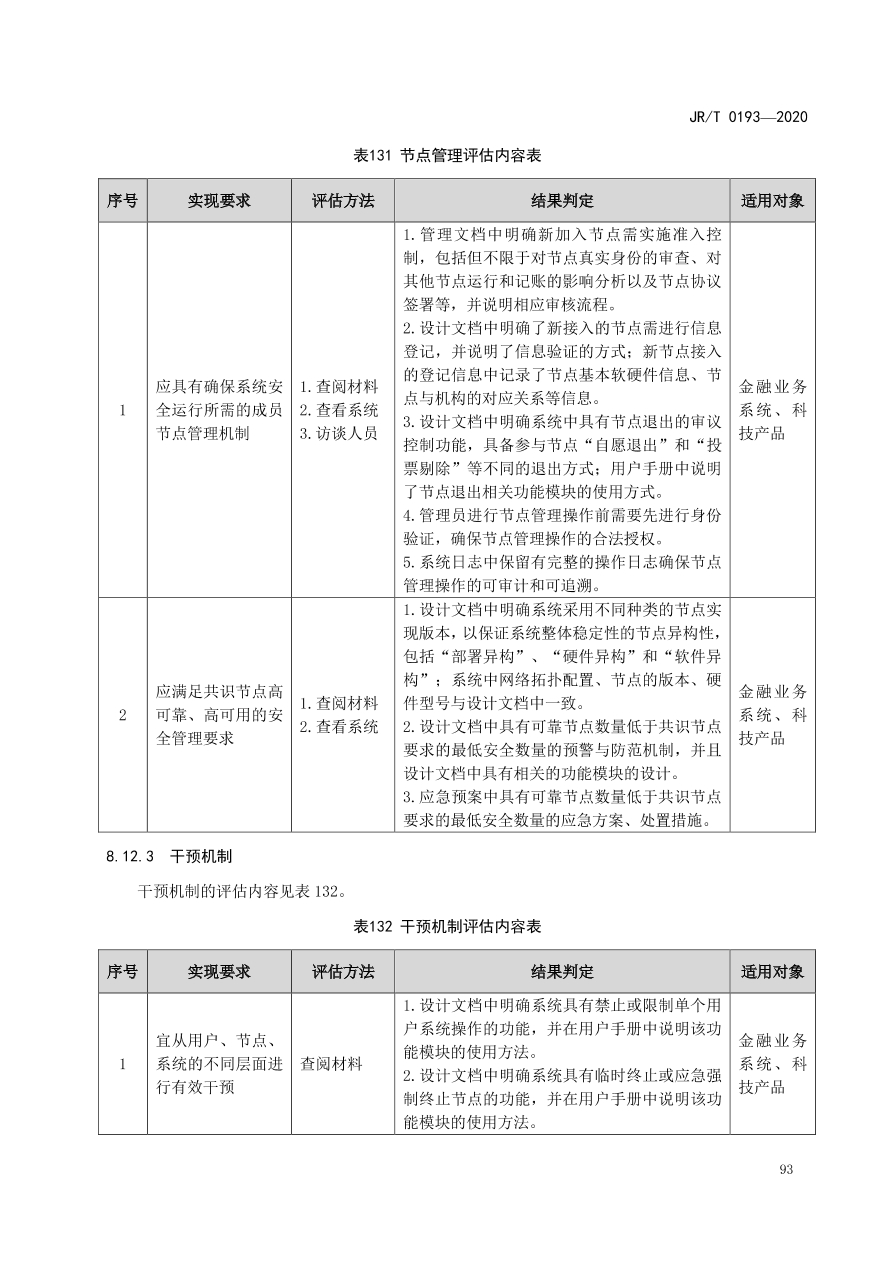 JR/T 0193—2020
表131 节点管理评估内容表
序号 实现要求 评估方法 结果判定 适用对象
1
应具有确保系统安
全运行所需的成员
节点管理机制
1.查阅材料
2.查看系统
3.访谈人员
1.管理文档中明确新加入节点需实施准入控
制，包括但不限于对节点真实身份的审查、对
其他节点运行和记账的影响分析以及节点协议
签署等，并说明相应审核流程。
2.设计文档中明确了新接入的节点需进行信息
登记，并说明了信息验证的方式；新节点接入
的登记信息中记录了节点基本软硬件信息、节
点与机构的对应关系等信息。
3.设计文档中明确系统中具有节点退出的审议
控制功能，具备参与节点“自愿退出”和“投
票剔除”等不同的退出方式；用户手册中说明
了节点退出相关功能模块的使用方式。
4.管理员进行节点管理操作前需要先进行身份
验证，确保节点管理操作的合法授权。
5.系统日志中保留有完整的操作日志确保节点
管理操作的可审计和可追溯。
金融业务
系统、科
技产品
2
应满足共识节点高
可靠、高可用的安
全管理要求
1.查阅材料
2.查看系统
1.设计文档中明确系统采用不同种类的节点实
现版本，以保证系统整体稳定性的节点异构性，
包括“部署异构”、“硬件异构”和“软件异
构”；系统中网络拓扑配置、节点的版本、硬
件型号与设计文档中一致。
2.设计文档中具有可靠节点数量低于共识节点
要求的最低安全数量的预警与防范机制，并且
设计文档中具有相关的功能模块的设计。
3.应急预案中具有可靠节点数量低于共识节点
要求的最低安全数量的应急方案、处置措施。
金融业务
系统、科
技产品
8.12.3 干预机制
干预机制的评估内容见表 132。
表132 干预机制评估内容表
序号 实现要求 评估方法 结果判定 适用对象
1
宜从用户、节点、
系统的不同层面进
行有效干预
查阅材料
1.设计文档中明确系统具有禁止或限制单个用
户系统操作的功能，并在用户手册中说明该功
能模块的使用方法。
2.设计文档中明确系统具有临时终止或应急强
制终止节点的功能，并在用户手册中说明该功
能模块的使用方法。
金融业务
系统、科
技产品
93